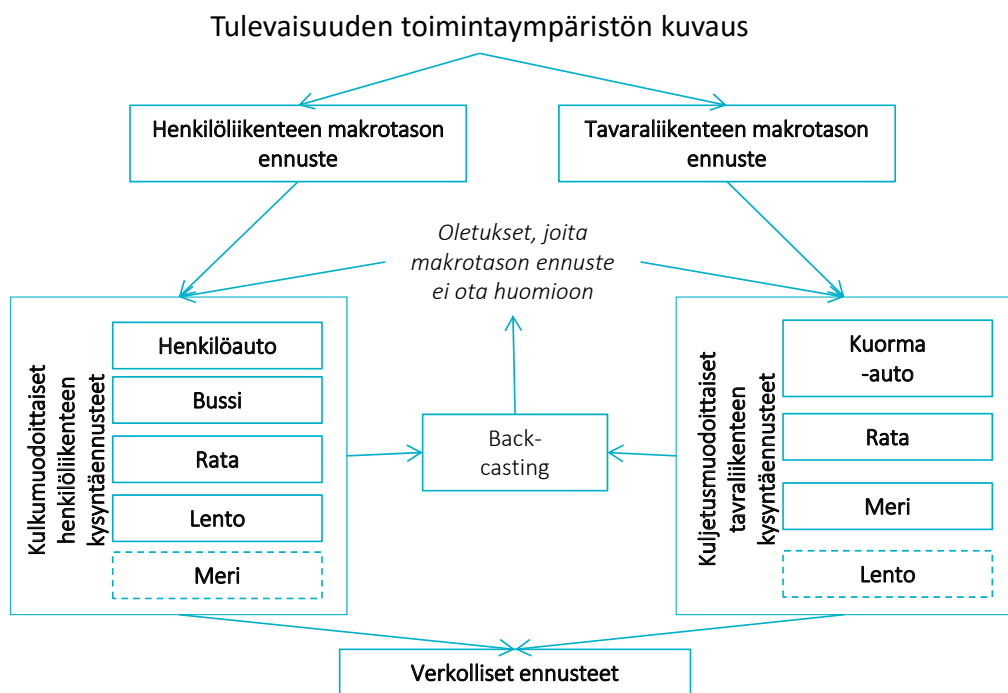 Tulevaisuuden toimintaympäristön kuvaus
Henkilöliikenteen makrotason
ennuste
Tavaraliikenteen makrotason
ennuste
Oletukset, joita
makrotason ennuste
ei ota huomioon
Kulkumuodoittaiset
henkilöliikenteen
kysyntäennusteet
Henkilöauto
Bussi
Rata
Lento
Meri
Back-
casting
Kuljetusmuodoittaiset
tavraliikenteen
kysyntäennusteet
Kuorma
-auto
Rata
Meri
Lento
Verkolliset ennusteet